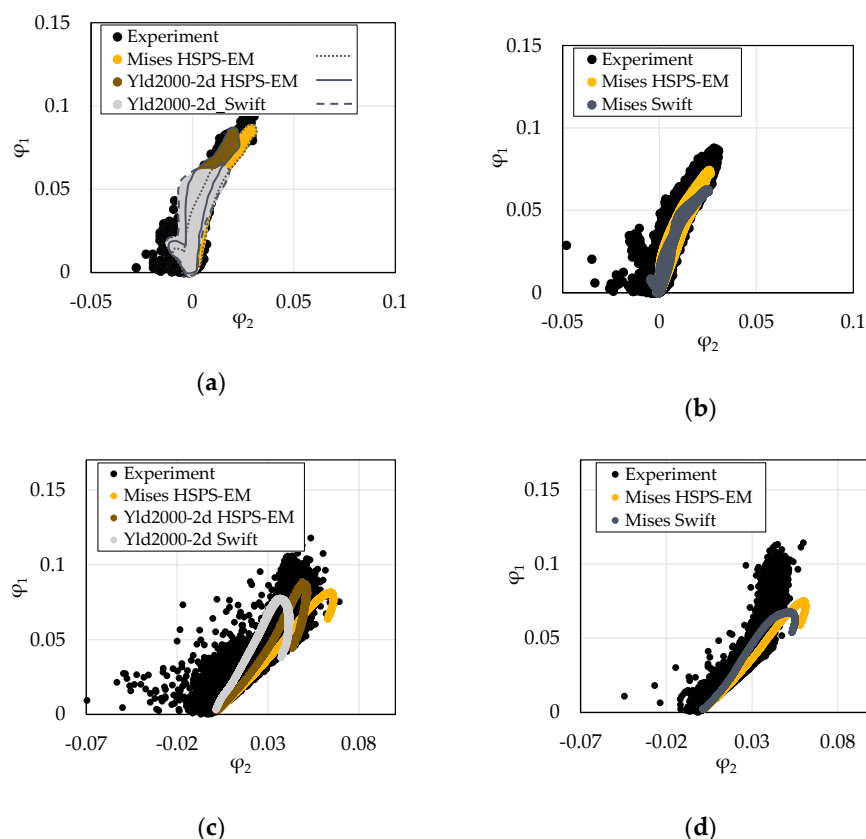 0.15
Experiment
Mises HSPS-EM
Yld2000-2d HSPS-EM
Yld2000-2d_Swift
0.1
φ1
0.05
0
-0.05
0
0.05
0.1
φ2
(a)
0.15
Experiment
Mises HSPS-EM
Mises Swift
0.1
φ1
0.05
0
-0.05
0
0.05
0.1
φ2
(b)
0.15
Experiment
Mises HSPS-EM
Yld2000-2d HSPS-EM
Yld2000-2d Swift
0.1
φ1
0.05
0
-0.07
-0.02
0.03
0.08
φ2
(c)
0.15
Experiment
Mises HSPS-EM
Mises Swift
0.1
φ1
0.05
0
-0.07
-0.02
0.03
0.08
φ2
(d)